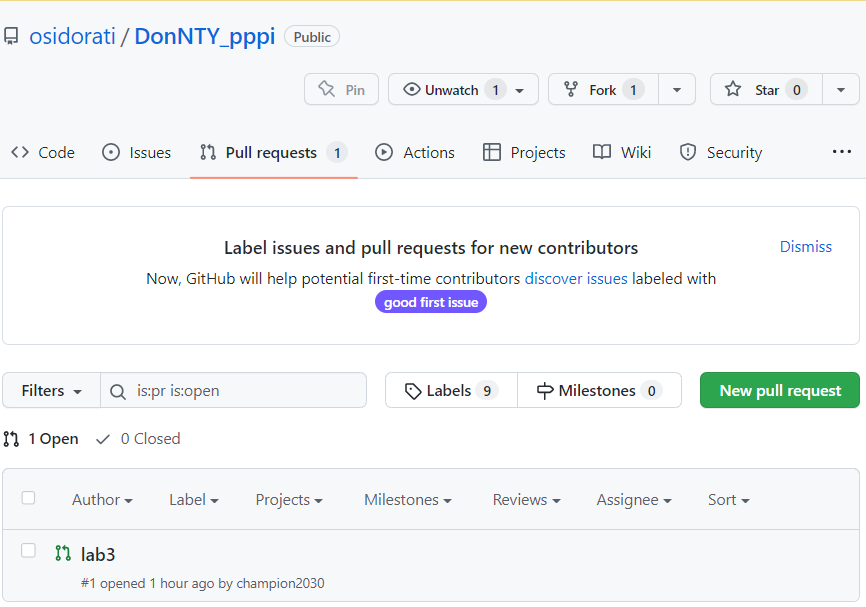 osidorati / DonNTY_pppi Public
Pin Unwatch 1 Fork 1 Star 0
Code Issues Pull requests 1 Actions Projects Wiki Security ...
Label issues and pull requests for new contributors Dismiss
Now, GitHub will help potential first-time contributors discover issues labeled with
good first issue
Filters is:pr is:open Labels 9 Milestones 0 New pull request
1 Open 0 Closed
Author Label Projects Milestones Reviews Assignee Sort
lab3
#1 opened 1 hour ago by champion2030